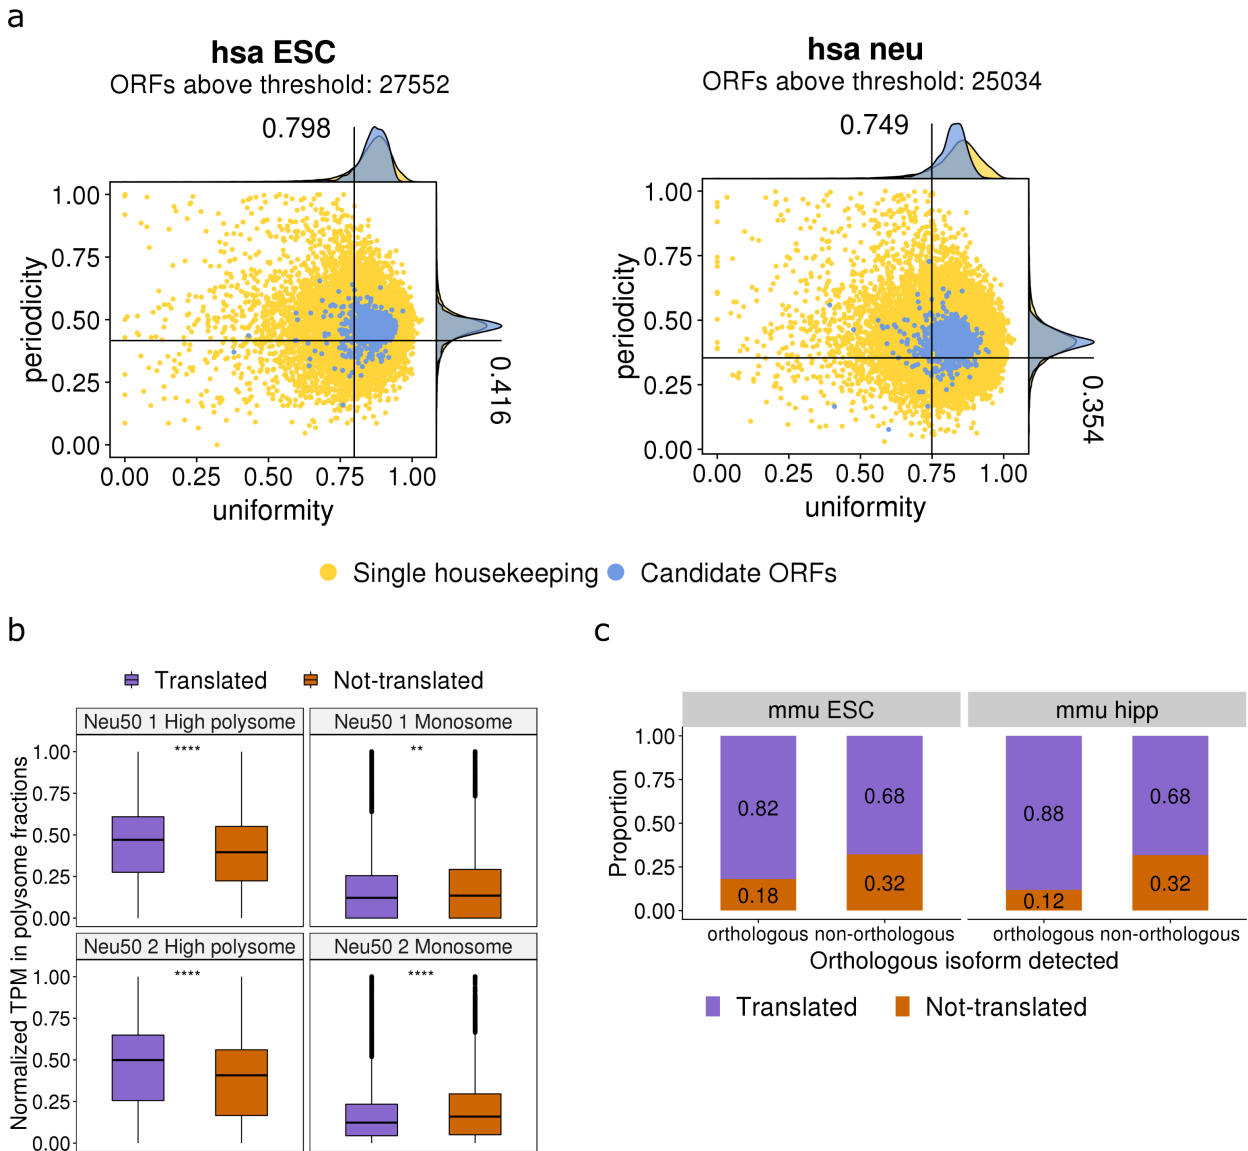 a
hsa ESC
ORFs above threshold: 27552
0.798
1.00
0.75
0.50
0.25
0.00
periodicity
0.416
0.00 0.25 0.50 0.75 1.00
uniformity
hsa neu
ORFs above threshold: 25034
0.749
1.00
0.75
0.50
0.25
0.00
periodicity
0.354
0.00 0.25 0.50 0.75 1.00
uniformity
Single housekeeping Candidate ORFs
b
Translated Not-translated
Normalized TPM in polysome fractions
Neu50 1 High polysome
****
Neu50 1 Monosome
**
1.00
0.75
0.50
0.25
0.00
Neu50 2 High polysome
****
Neu50 2 Monosome
****
1.00
0.75
0.50
0.25
0.00
c
mmu ESC
mmu hipp
Proportion
1.00
0.75
0.50
0.25
0.00
0.82
0.18
0.68
0.32
0.88
0.12
0.68
0.32
orthologous non-orthologous
orthologous non-orthologous
Orthologous isoform detected
Translated Not-translated